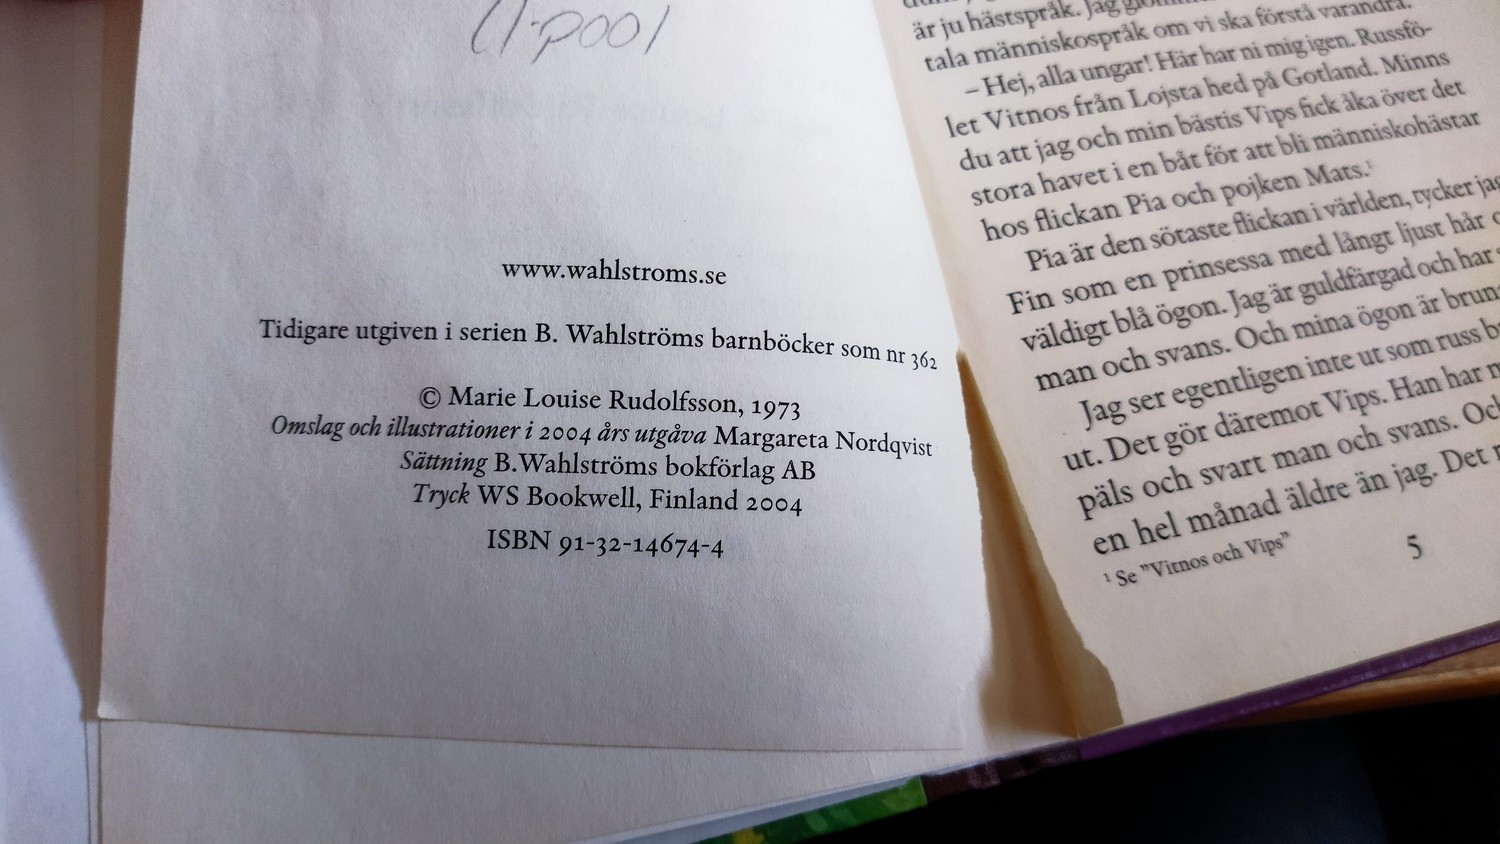 www.wahlstroms.se
Tidigare utgiven i serien B. Wahlströms barnböcker som nr 362
© Marie Louise Rudolfsson, 1973
Omslag och illustrationer i 2004 års utgåva Margareta Nordqvist
Sättning B.Wahlströms bokförlag AB
Tryck WS Bookwell, Finland 2004
ISBN 91-32-14674-4
är ju hästspråk. Jag
tala människospråk om vi ska förstå varandra.
– Hej, alla ungar! Här har ni mig igen. Russfö-
let Vitnos från Lojsta hed på Gotland. Minns
du att jag och min bästis Vips fick åka över det
stora havet i en båt för att bli människohästar
hos flickan Pia och pojken Mats.¹
Pia är den sötaste flickan i världen, tycker jag
Fin som en prinsessa med långt ljust hår
väldigt blå ögon. Jag är guldfärgad och har
man och svans. Och mina ögon är brun
Jag ser egentligen inte ut som russ
ut. Det gör däremot Vips. Han har
päls och svart man och svans. Oc
en hel månad äldre än jag. Det
¹ Se ”Vitnos och Vips”
5